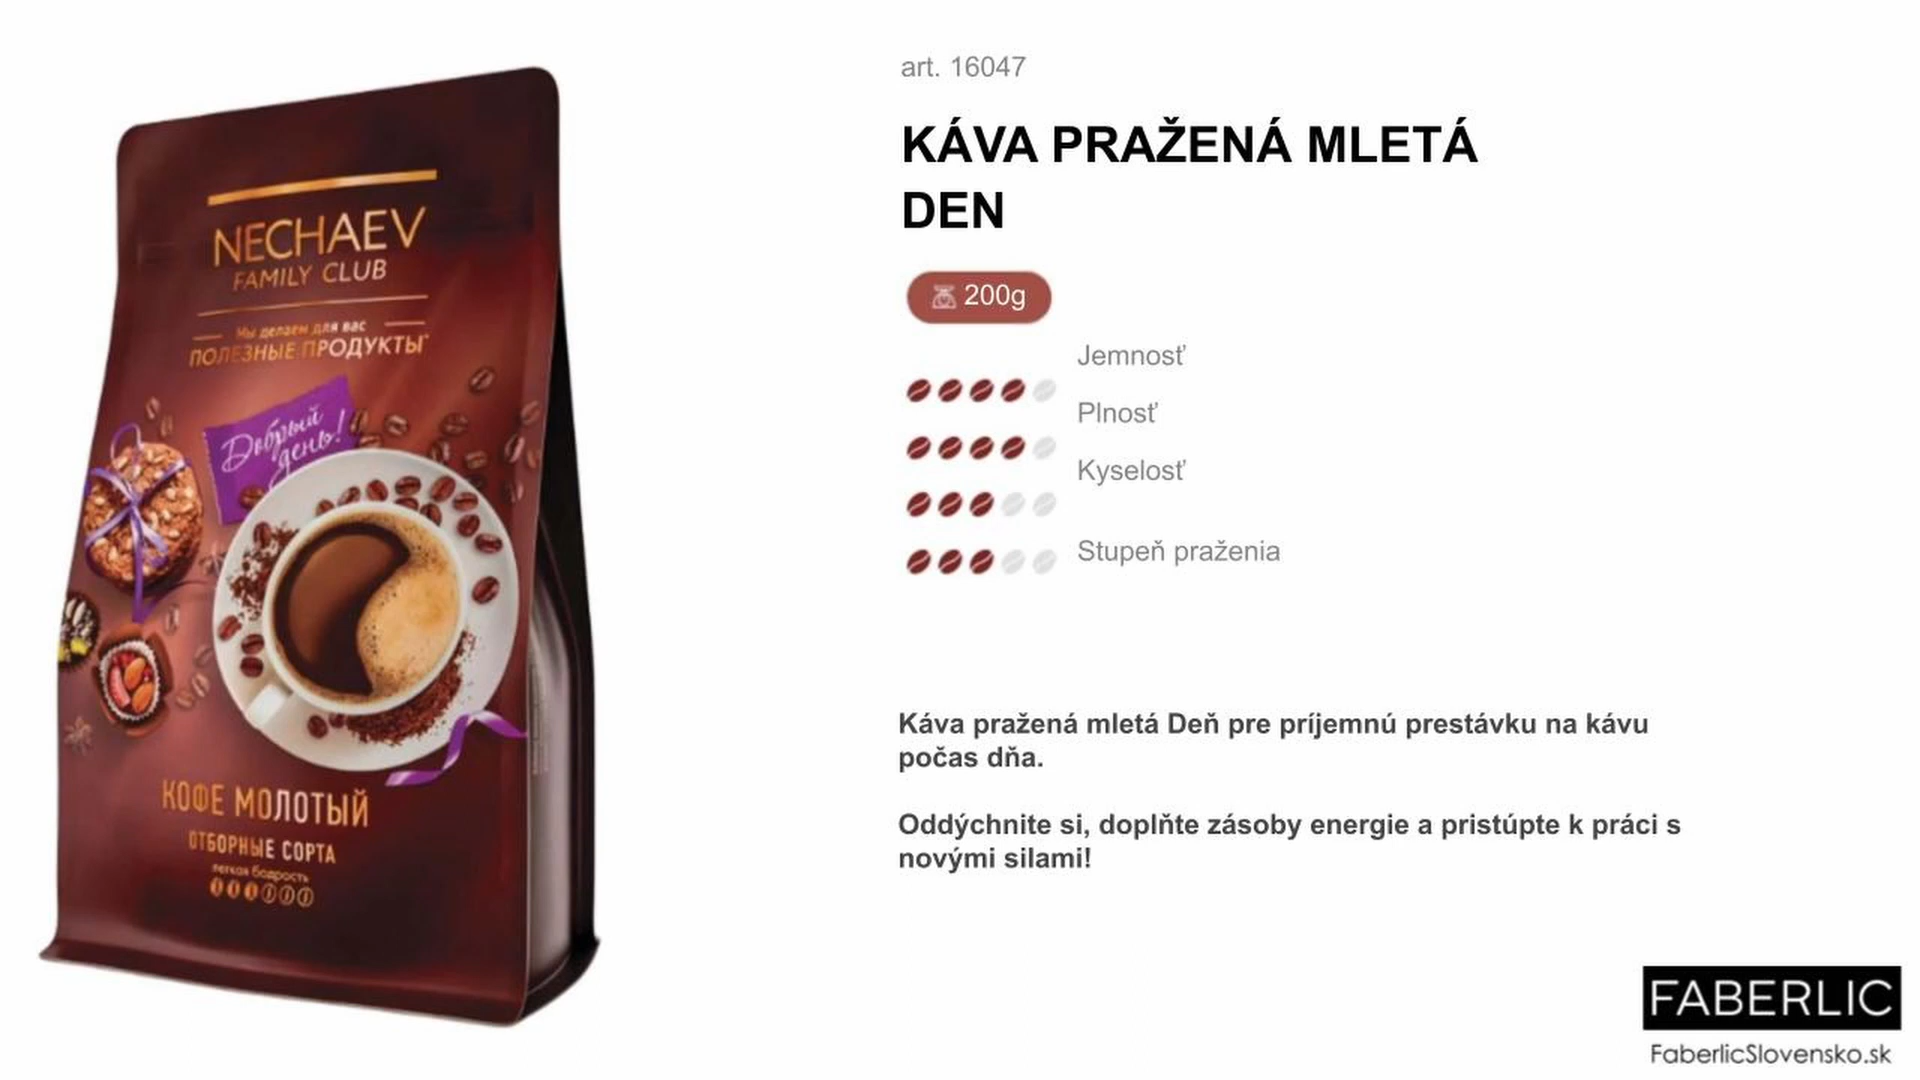 NECHAEV
FAMILY CLUB
Мы делаем для вас
ПОЛЕЗНЫЕ ПРОДУКТЫ*
Добрый
день!
КОФЕ МОЛОТЫЙ
ОТБОРНЫЕ СОРТА
легкая бодрость
art. 16047
KÁVA PRAŽENÁ MLETÁ
DEN
200g
Jemnosť
Plnosť
Kyselosť
Stupeň praženia
Káva pražená mletá Deň pre príjemnú prestávku na kávu
počas dňa.
Oddýchnite si, doplňte zásoby energie a pristúpte k práci s
novými silami!
FABERLIC
FaberlicSlovensko.sk